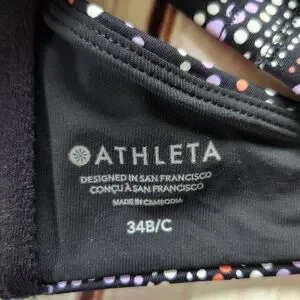 ATHLETA
DESIGNED IN SAN FRANCISCO
CONÇU À SAN FRANCISCO
MADE IN CAMBODIA
34B/C